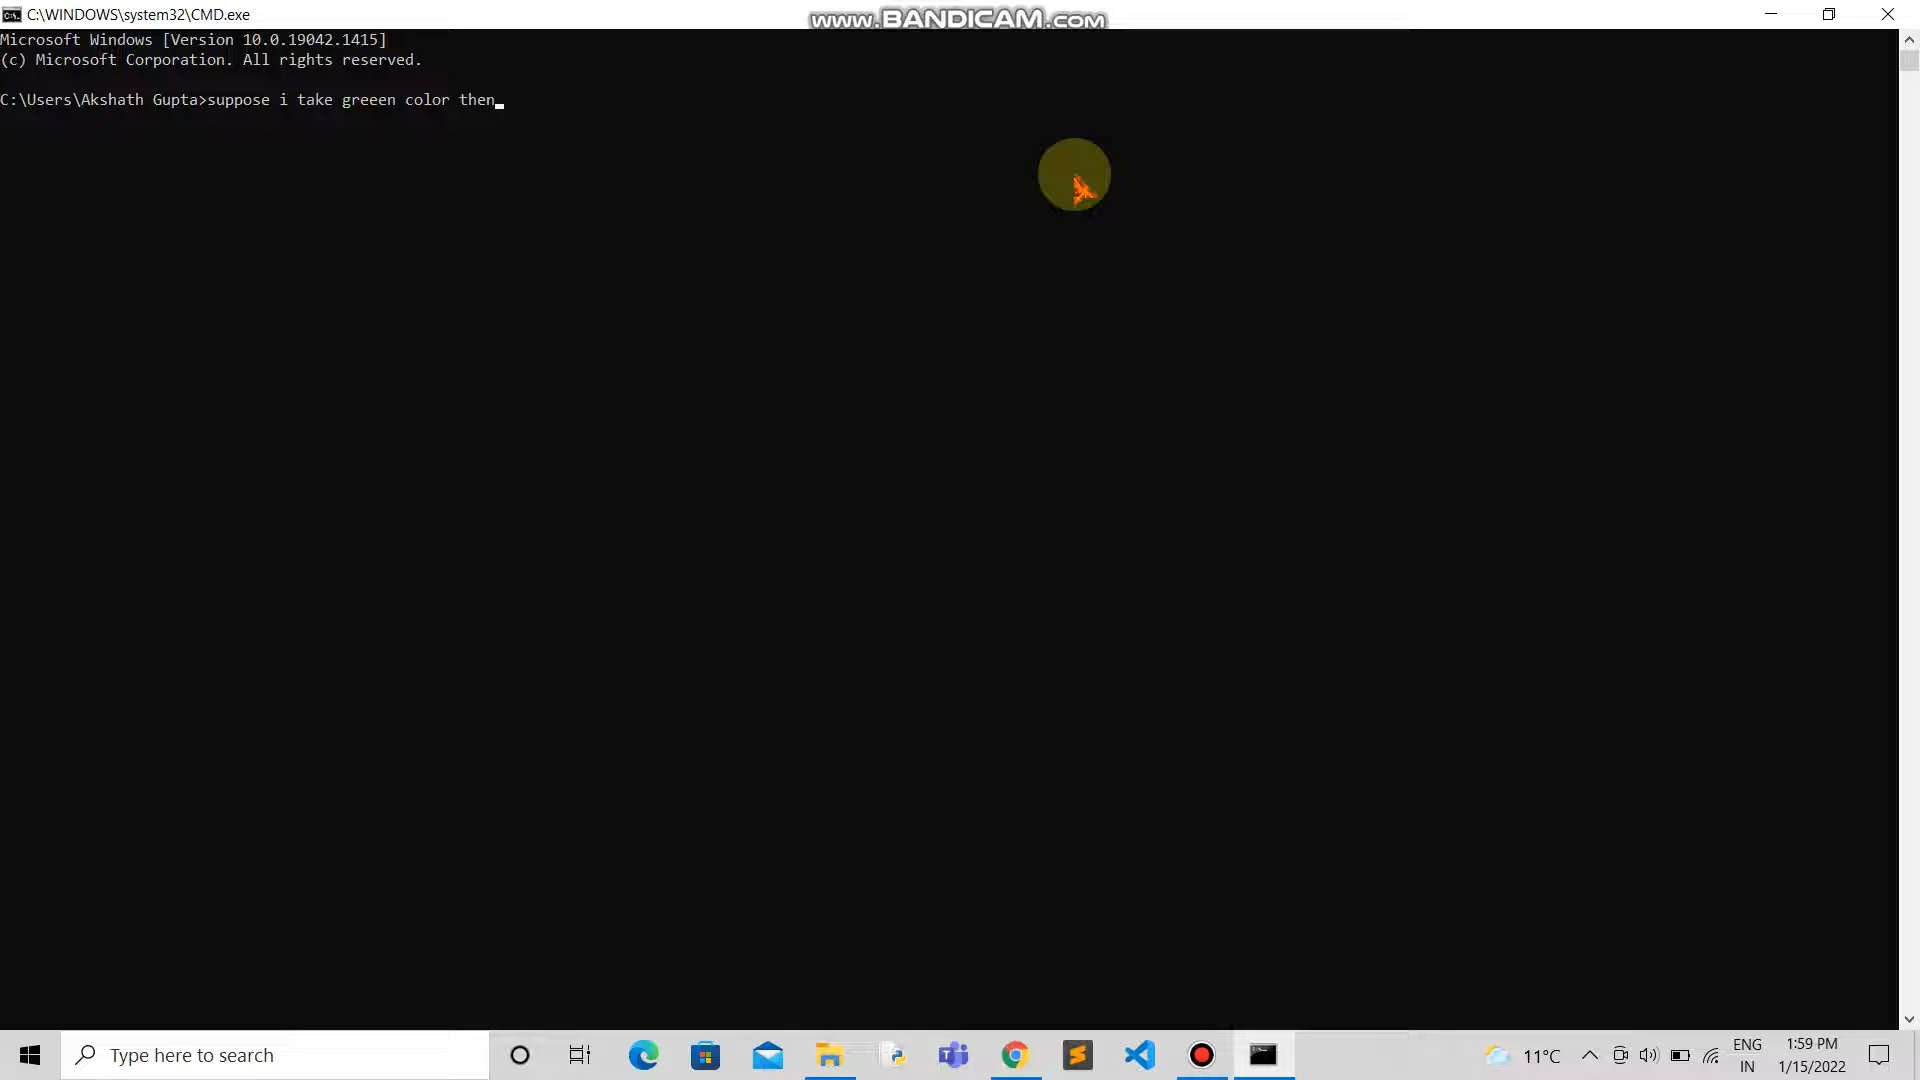 C:\WINDOWS\system32\CMD.exe
www.BANDICAM.COM
Microsoft Windows [Version 10.0.19042.1415]
(c) Microsoft Corporation. All rights reserved.
C:\Users\Akshath Gupta>suppose i take greeen color then
Type here to search
11°C
ENG
IN
1:59 PM
1/15/2022